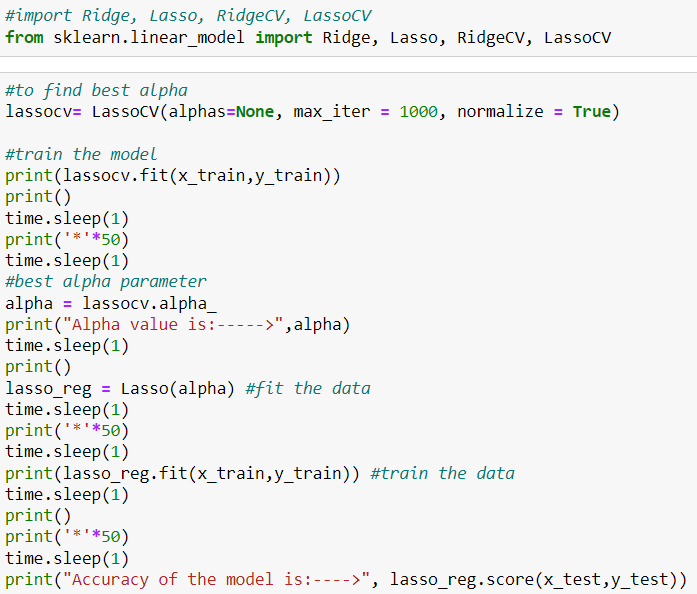 #import Ridge, Lasso, RidgeCV, LassoCV
from sklearn.linear_model import Ridge, Lasso, RidgeCV, LassoCV
#to find best alpha
lassocv= LassoCV(alphas=None, max_iter = 1000, normalize = True)
#train the model
print(lassocv.fit(x_train,y_train))
print()
time.sleep(1)
print('*'*50)
time.sleep(1)
#best alpha parameter
alpha = lassocv.alpha_
print("Alpha value is:----->",alpha)
time.sleep(1)
print()
lasso_reg = Lasso(alpha) #fit the data
time.sleep(1)
print('*'*50)
time.sleep(1)
print(lasso_reg.fit(x_train,y_train)) #train the data
time.sleep(1)
print()
print('*'*50)
time.sleep(1)
print("Accuracy of the model is:---->", lasso_reg.score(x_test,y_test))